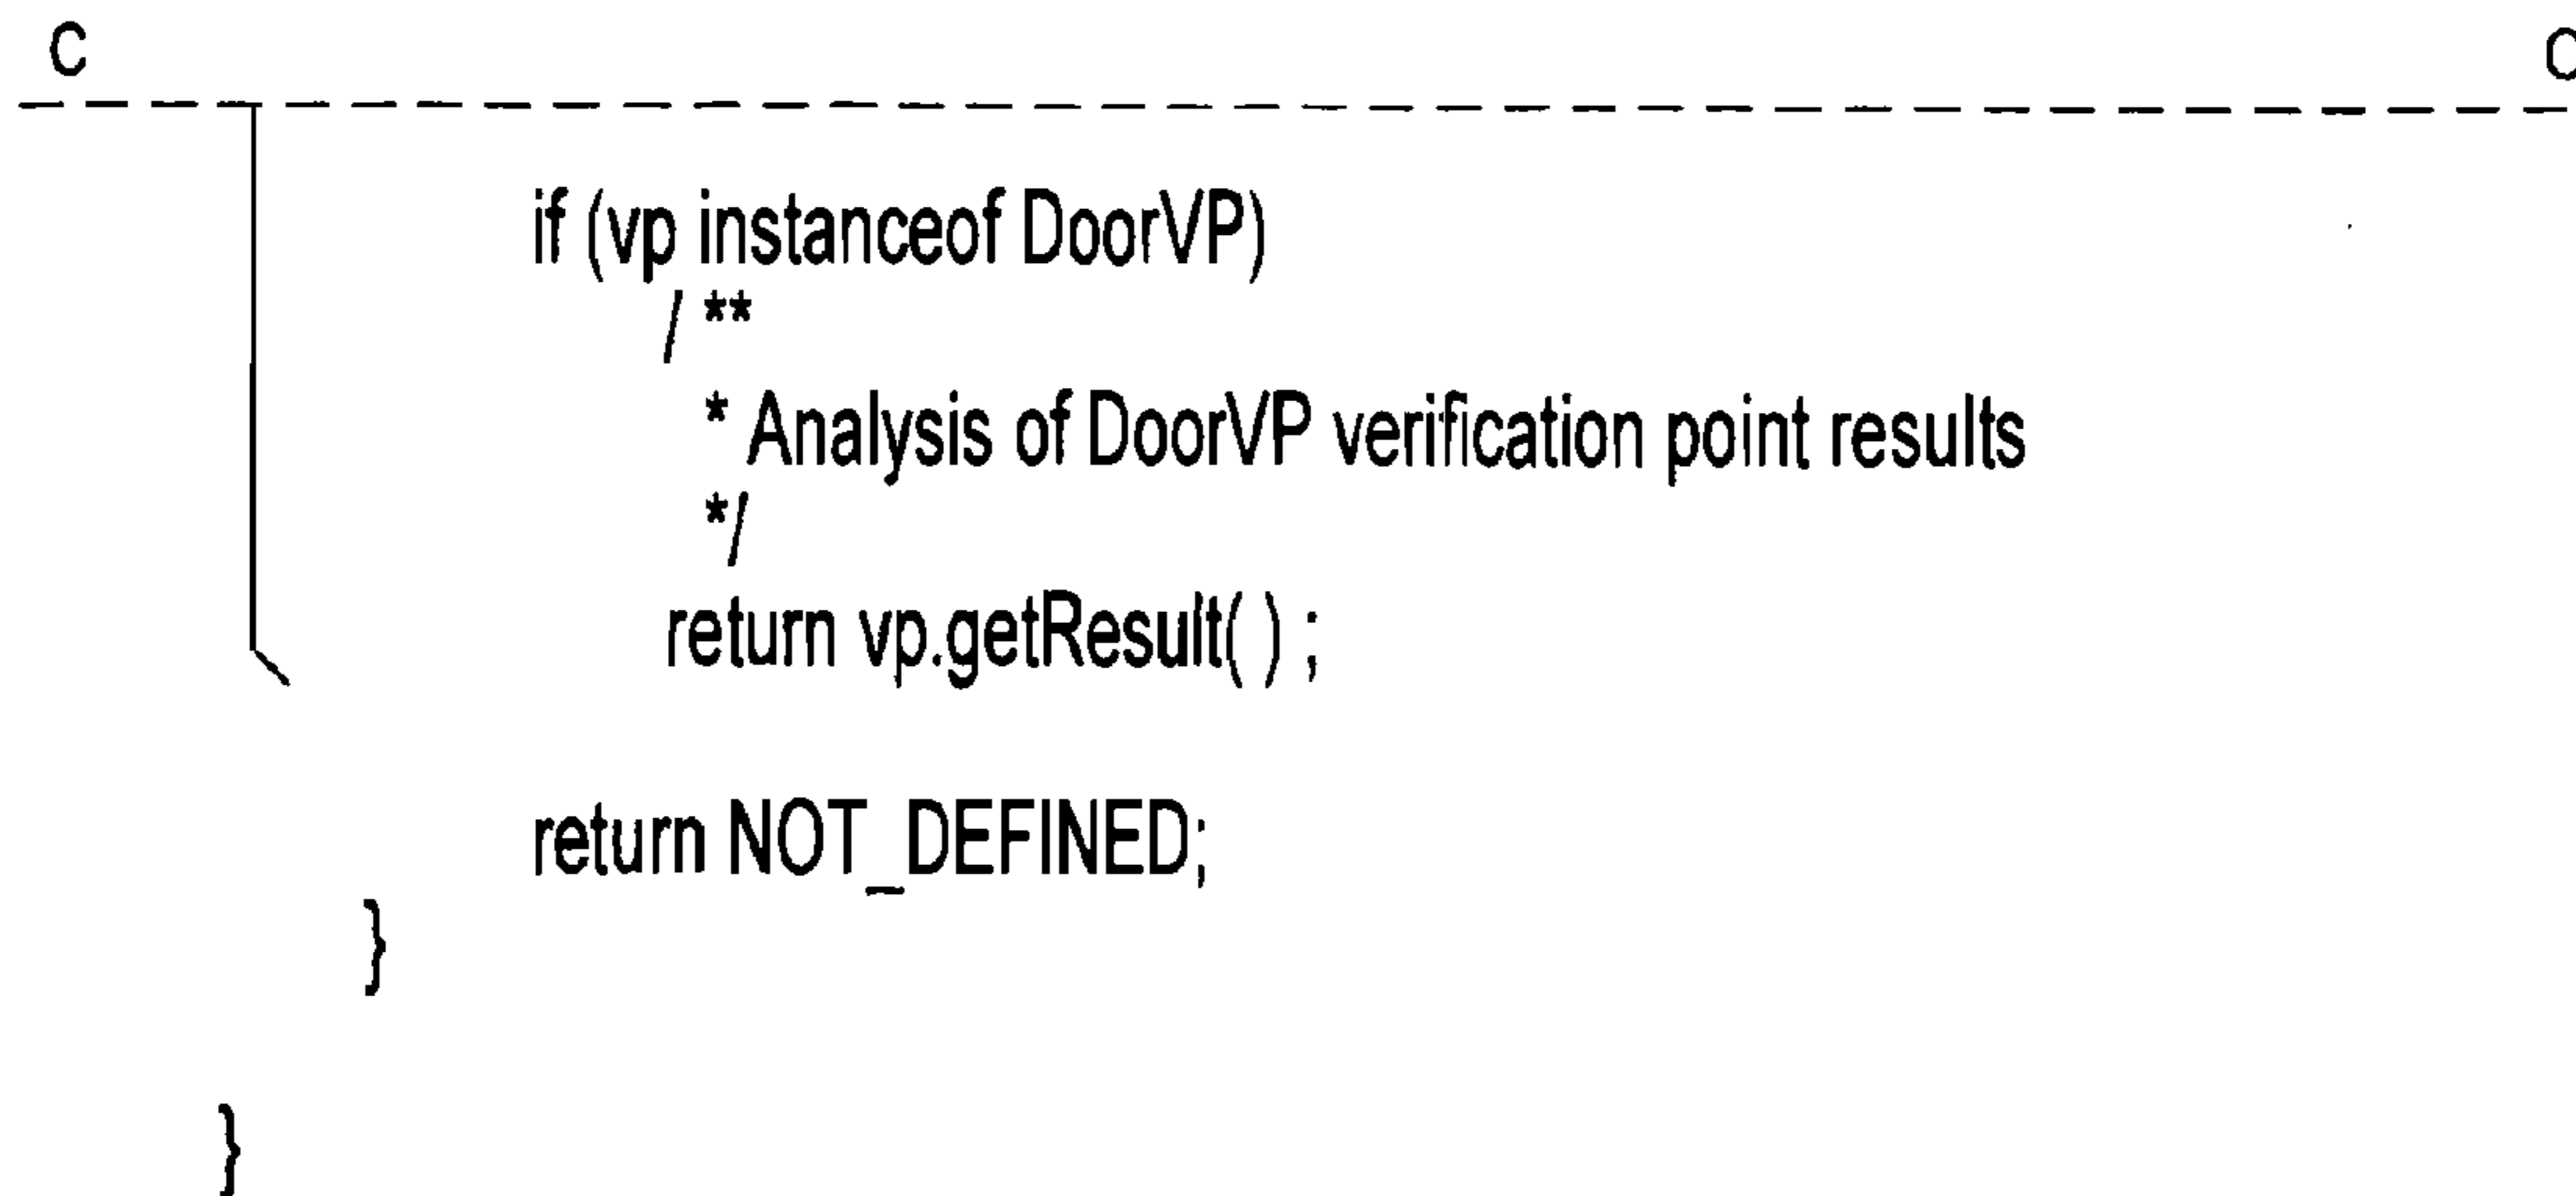 C C
if (vp instanceof DoorVP)
/ **
* Analysis of DoorVP verification point results
*/
return vp.getResult( ) ;
return NOT_DEFINED;
}
}